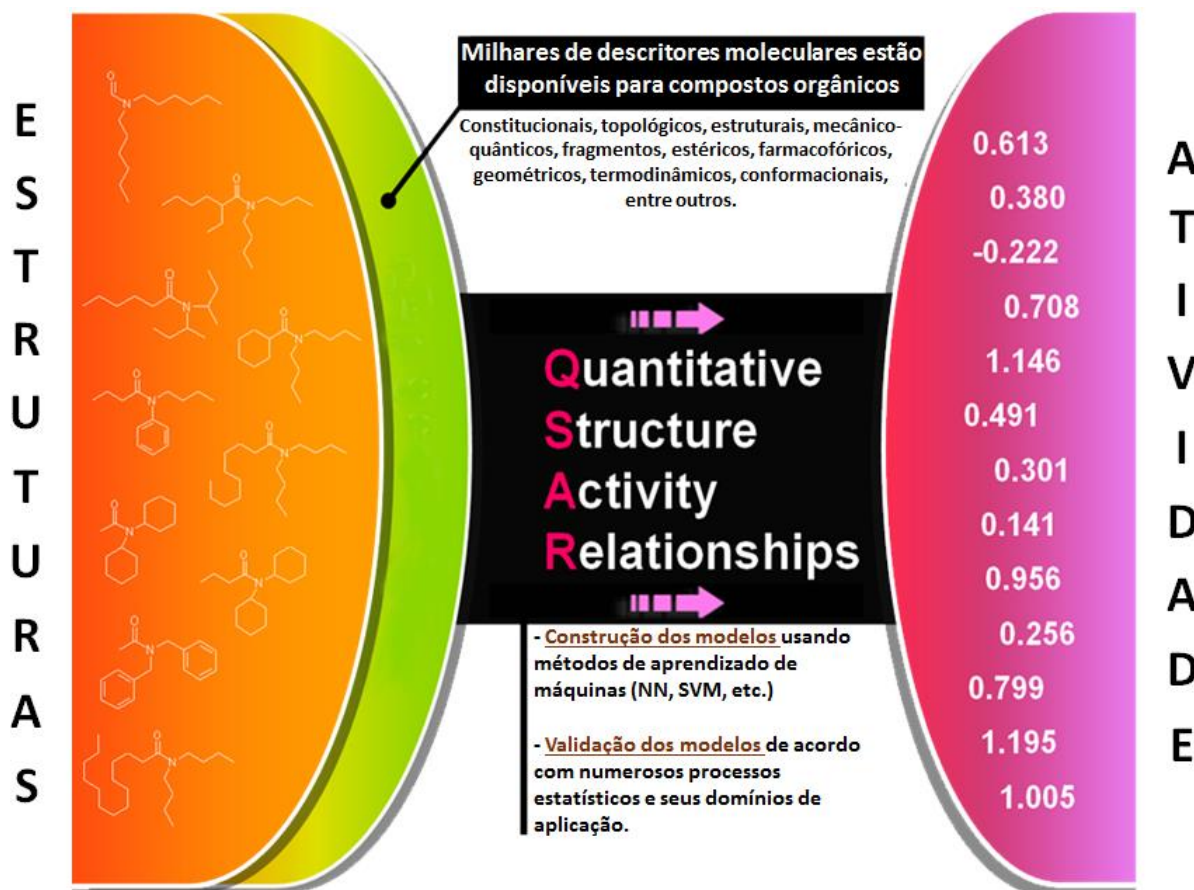 ESTRUTURAS
Milhares de descritores moleculares estão
disponíveis para compostos orgânicos
Constitucionais, topológicos, estruturais, mecânico-
quânticos, fragmentos, estéricos, farmacofóricos,
geométricos, termodinâmicos, conformacionais,
entre outros.
Quantitative
Structure
Activity
Relationships
- Construção dos modelos usando
métodos de aprendizado de
máquinas (NN, SVM, etc.)
- Validação dos modelos de acordo
com numerosos processos
estatísticos e seus domínios de
aplicação.
0.613
0.380
-0.222
0.708
1.146
0.491
0.301
0.141
0.956
0.256
0.799
1.195
1.005
ATIVIDADE